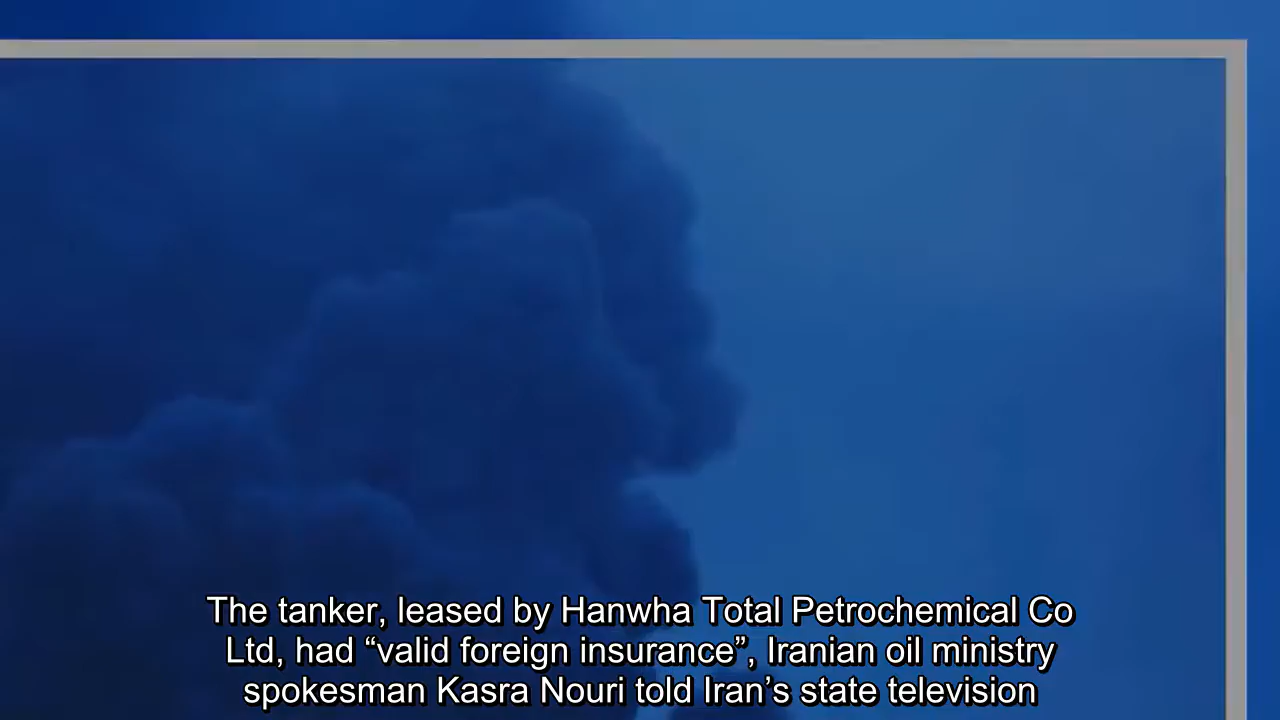 The tanker, leased by Hanwha Total Petrochemical Co
Ltd, had “valid foreign insurance”, Iranian oil ministry
spokesman Kasra Nouri told Iran’s state television